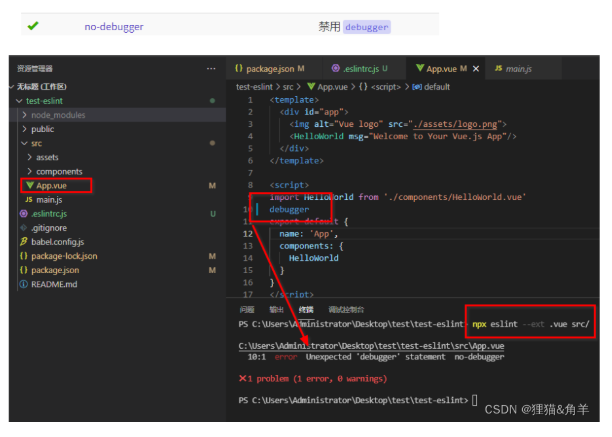 no-debugger 禁用 debugger
资源管理器 ···
无标题 (工作区)
test-eslint
node_modules
public
src
assets
components
App.vue M
JS main.js
.eslintrc.js U
.gitignore
babel.config.js
package-lock.json M
package.json M
README.md
{} package.json M .eslintrc.js U App.vue M × JS main.js
test-eslint > src > App.vue > {} <script> > default
1 <template>
2 <div id="app">
3 <img alt="Vue logo" src="./assets/logo.png">
4 <HelloWorld msg="Welcome to Your Vue.js App"/>
5 </div>
6 </template>
7
8 <script>
9 import HelloWorld from './components/HelloWorld.vue'
10 debugger
11 export default {
12 name: 'App',
13 components: {
14 HelloWorld
15 }
16 }
17 </script>
问题 输出 终端 调试控制台
PS C:\Users\Administrator\Desktop\test\test-eslint> npx eslint --ext .vue src/
C:\Users\Administrator\Desktop\test\test-eslint\src\App.vue
10:1 error Unexpected 'debugger' statement no-debugger
×1 problem (1 error, 0 warnings)
PS C:\Users\Administrator\Desktop\test\test-eslint>
CSDN @狸猫&角羊